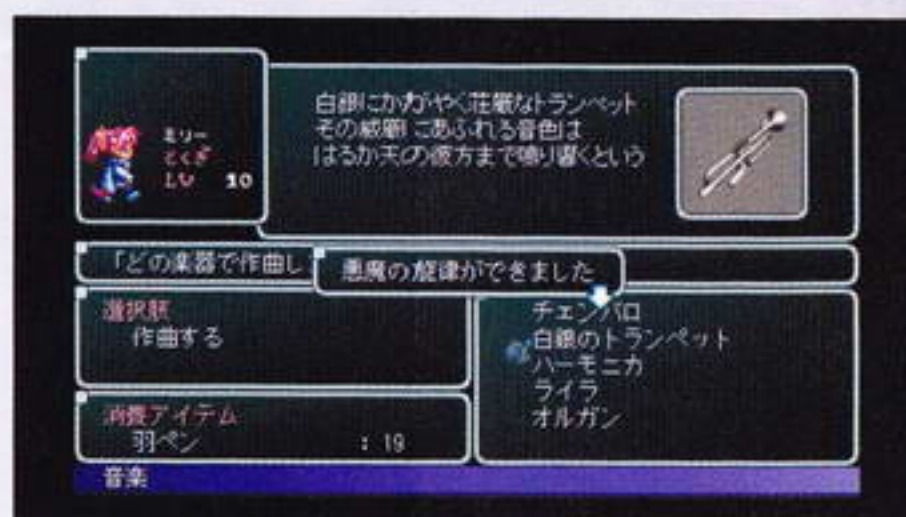 ミリー
とくぎ
LV 10
白銀にかがやく荘厳なトランペット
その威厳にあふれる音色は
はるか天の彼方まで鳴り響くという
「どの楽器で作曲し
悪魔の旋律ができました
選択肢
作曲する
チェンバロ
白銀のトランペット
ハーモニカ
ライラ
オルガン
消費アイテム
羽ペン : 19
音楽